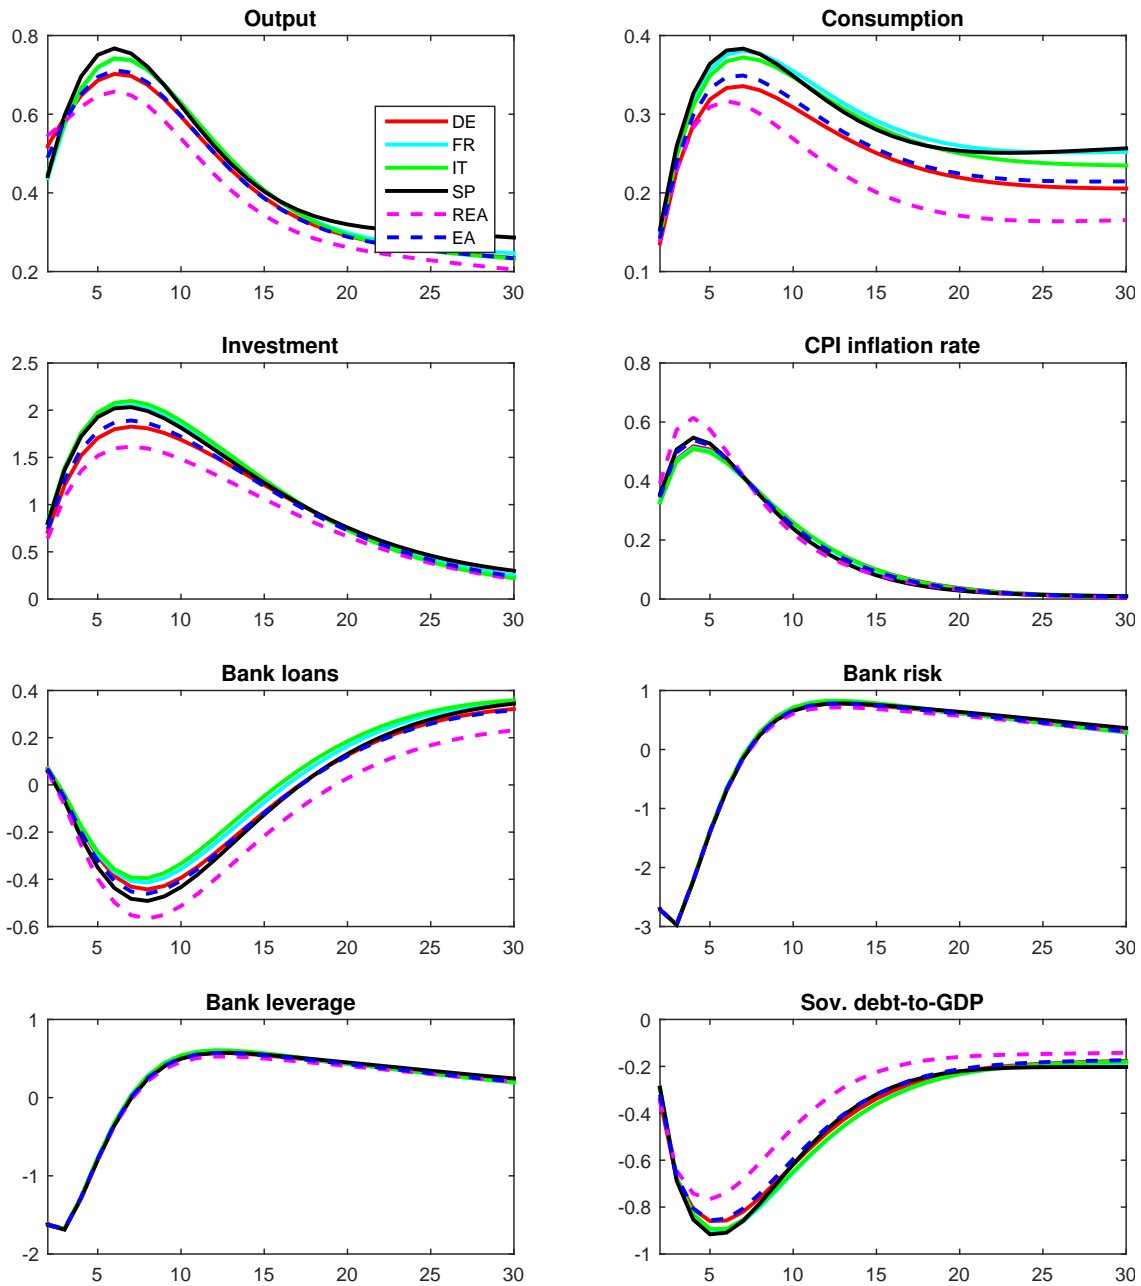 Output
0.8
0.6
0.4
0.2
5 10 15 20 25 30
DE
FR
IT
SP
REA
EA
Consumption
0.4
0.3
0.2
0.1
5 10 15 20 25 30
Investment
2.5
2
1.5
1
0.5
0
5 10 15 20 25 30
CPI inflation rate
0.8
0.6
0.4
0.2
0
5 10 15 20 25 30
Bank loans
0.4
0.2
0
-0.2
-0.4
-0.6
5 10 15 20 25 30
Bank risk
1
0
-1
-2
-3
5 10 15 20 25 30
Bank leverage
1
0
-1
-2
5 10 15 20 25 30
Sov. debt-to-GDP
0
-0.2
-0.4
-0.6
-0.8
-1
5 10 15 20 25 30